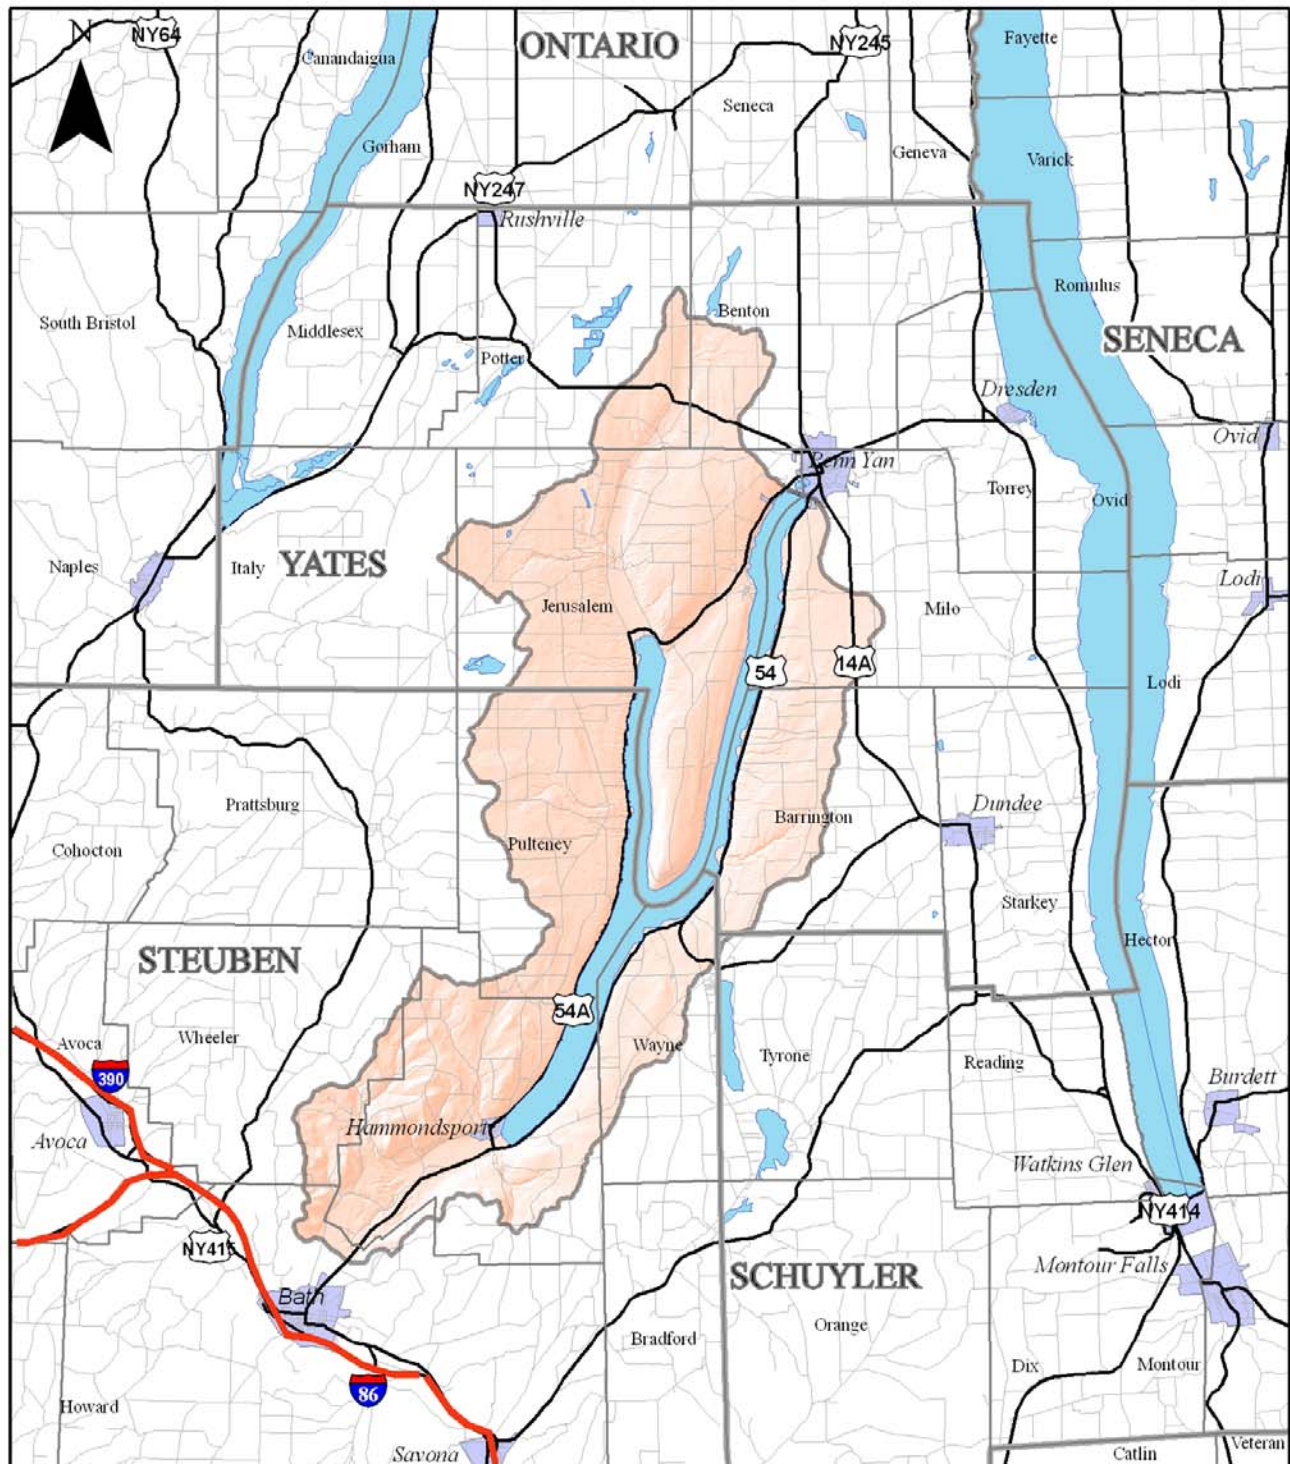 N
NY64
ONTARIO
NY245
Fayette
Canandaigua
Seneca
Gorham
Geneva
Varick
NY247
Rushville
Romulus
South Bristol
Middlesex
Benton
SENECA
Potter
Dresden
Ovid
Penn Yan
Torrey
Ovid
Naples
Italy
YATES
Lodi
Jerusalem
Milo
54
14A
Lodi
Prattsburg
Dundee
Barrington
Pulteney
Cohocton
Starkey
Hector
STEUBEN
54A
Avoca
Wheeler
Wayne
Tyrone
Reading
390
Burdett
Hammondsport
Avoca
Watkins Glen
NY414
NY415
Montour Falls
SCHUYLER
Bath
Orange
Bradford
Dix
Montour
86
Howard
Savona
Catlin
Veteran